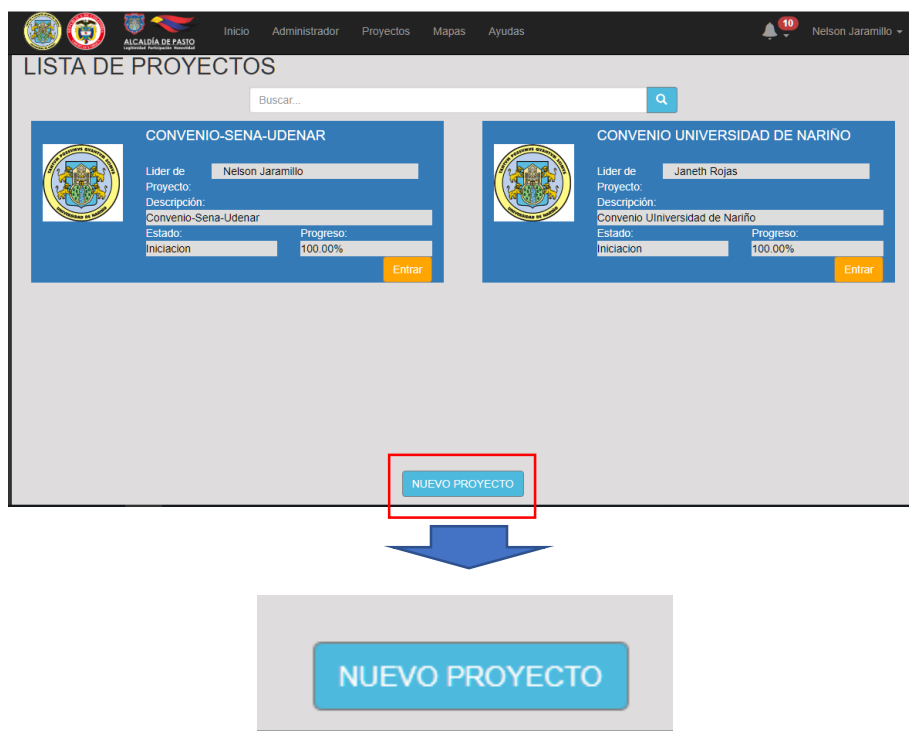 Inicio Administrador Proyectos Mapas Ayudas 10 Nelson Jaramillo
ALCALDÍA DE PASTO
Legitimidad Participación Honestidad
LISTA DE PROYECTOS
Buscar...
CONVENIO-SENA-UDENAR
Lider de Proyecto: Nelson Jaramillo
Descripción:
Convenio-Sena-Udenar
Estado: Progreso:
Iniciacion 100.00%
Entrar
CONVENIO UNIVERSIDAD DE NARIÑO
Lider de Proyecto: Janeth Rojas
Descripción:
Convenio UIniversidad de Nariño
Estado: Progreso:
Iniciacion 100.00%
Entrar
NUEVO PROYECTO
NUEVO PROYECTO